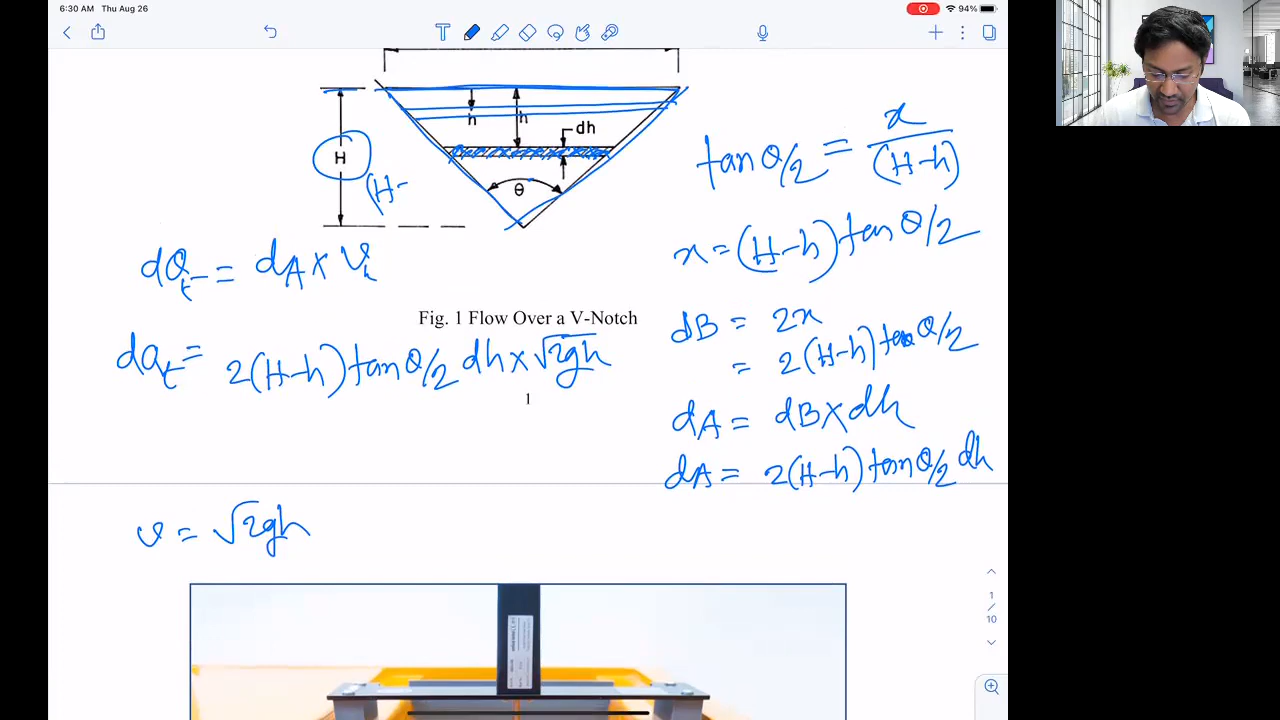 6:30 AM Thu Aug 26
94%
h
h
dh
H
(H-
θ
tan θ/2 = x/(H-h)
x = (H-h) tan θ/2
dQt = dA x vh
Fig. 1 Flow Over a V-Notch
dB = 2x
= 2(H-h) tan θ/2
dQt = 2(H-h) tan θ/2 dh x √2gh
1
dA = dB x dh
dA = 2(H-h) tan θ/2 dh
v = √2gh
1
/
10